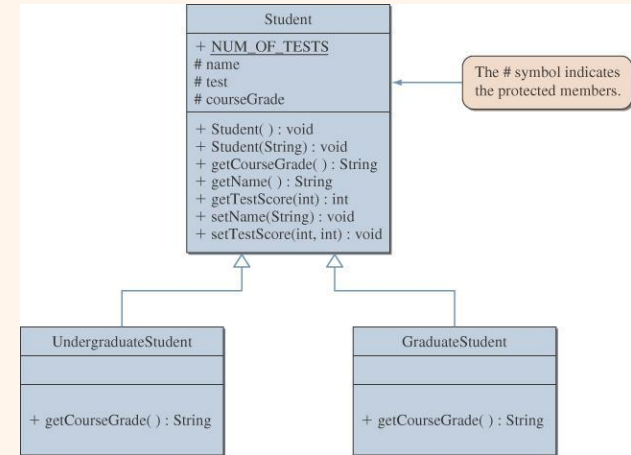 Student
+ NUM_OF_TESTS
# name
# test
# courseGrade
+ Student( ) : void
+ Student(String) : void
+ getCourseGrade( ) : String
+ getName( ) : String
+ getTestScore(int) : int
+ setName(String) : void
+ setTestScore(int, int) : void
The # symbol indicates
the protected members.
UndergraduateStudent
+ getCourseGrade( ) : String
GraduateStudent
+ getCourseGrade( ) : String